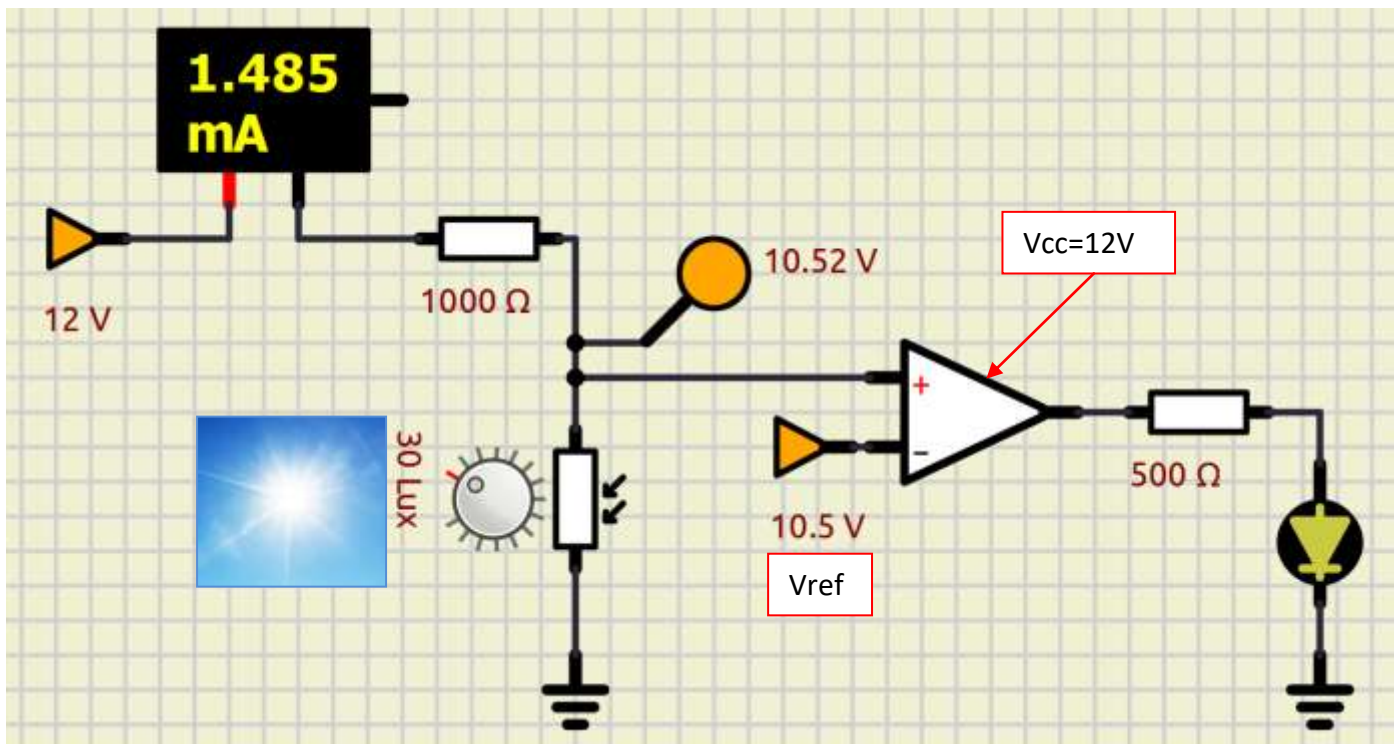 1.485
mA
12 V
1000 Ω
10.52 V
Vcc=12V
30 Lux
+
−
10.5 V
Vref
500 Ω